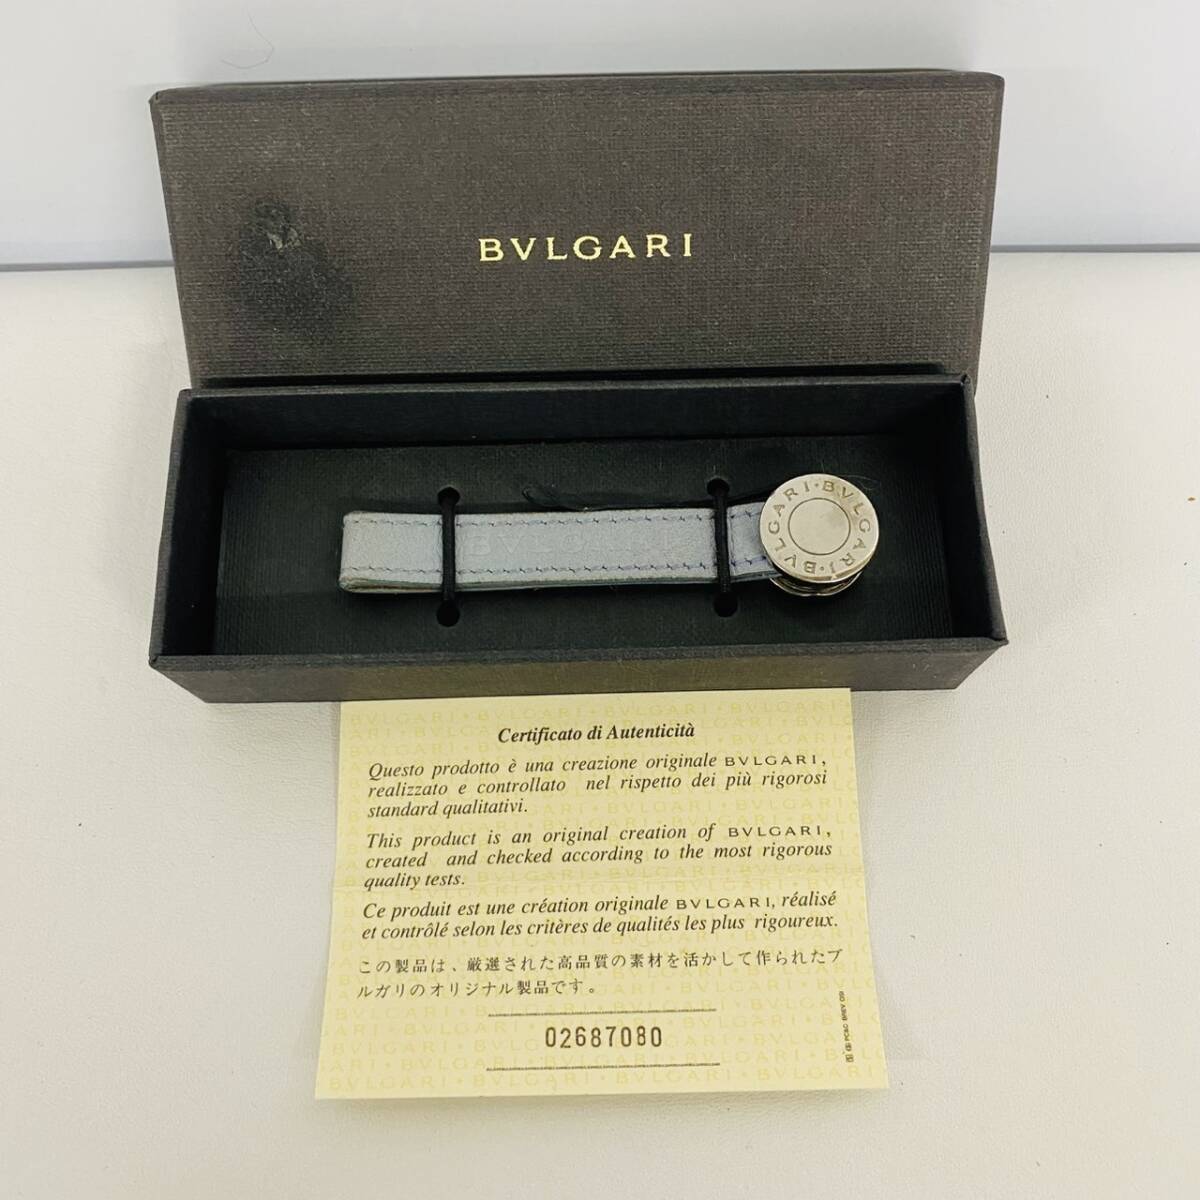 BVLGARI
BVLGARI
BVLGARI • BVLGARI •
Certificato di Autenticità
Questo prodotto è una creazione originale BVLGARI,
realizzato e controllato nel rispetto dei più rigorosi
standard qualitativi.
This product is an original creation of BVLGARI,
created and checked according to the most rigorous
quality tests.
Ce produit est une création originale BVLGARI, réalisé
et contrôlé selon les critères de qualités les plus rigoureux.
この製品は、厳選された高品質の素材を活かして作られたブ
ルガリのオリジナル製品です。
02687080